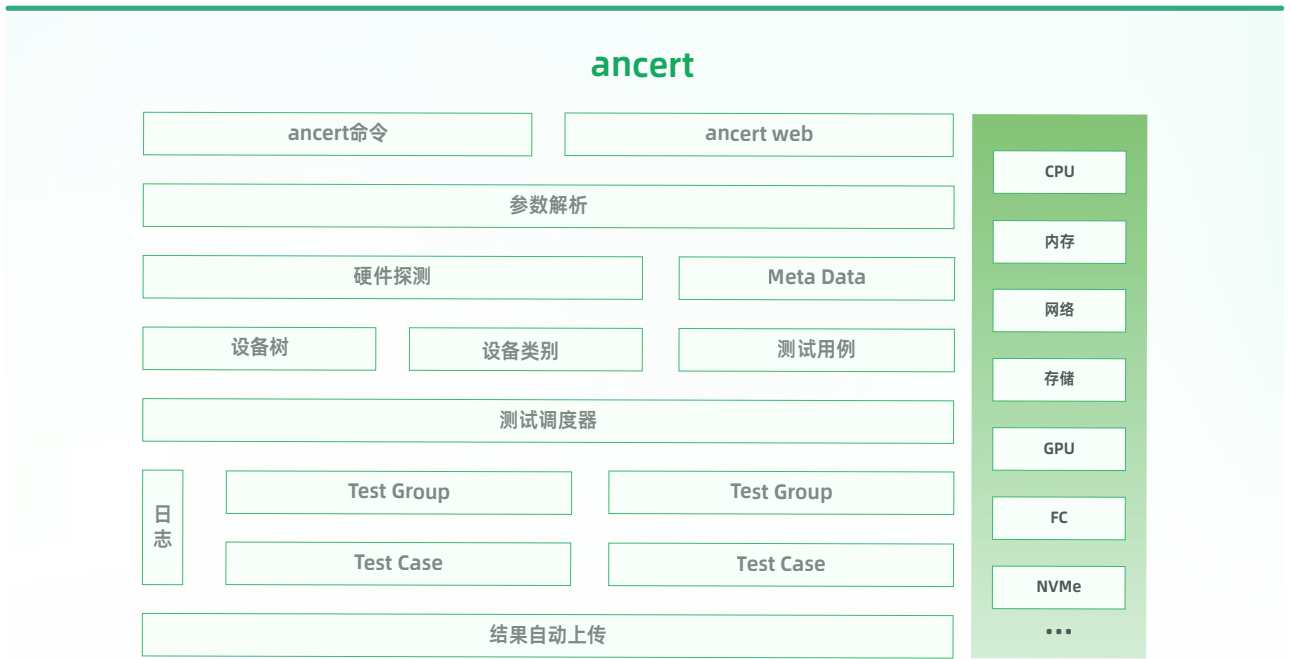 ancert
ancert命令
ancert web
参数解析
硬件探测
Meta Data
设备树
设备类别
测试用例
测试调度器
日志
Test Group
Test Group
Test Case
Test Case
结果自动上传
CPU
内存
网络
存储
GPU
FC
NVMe
•••